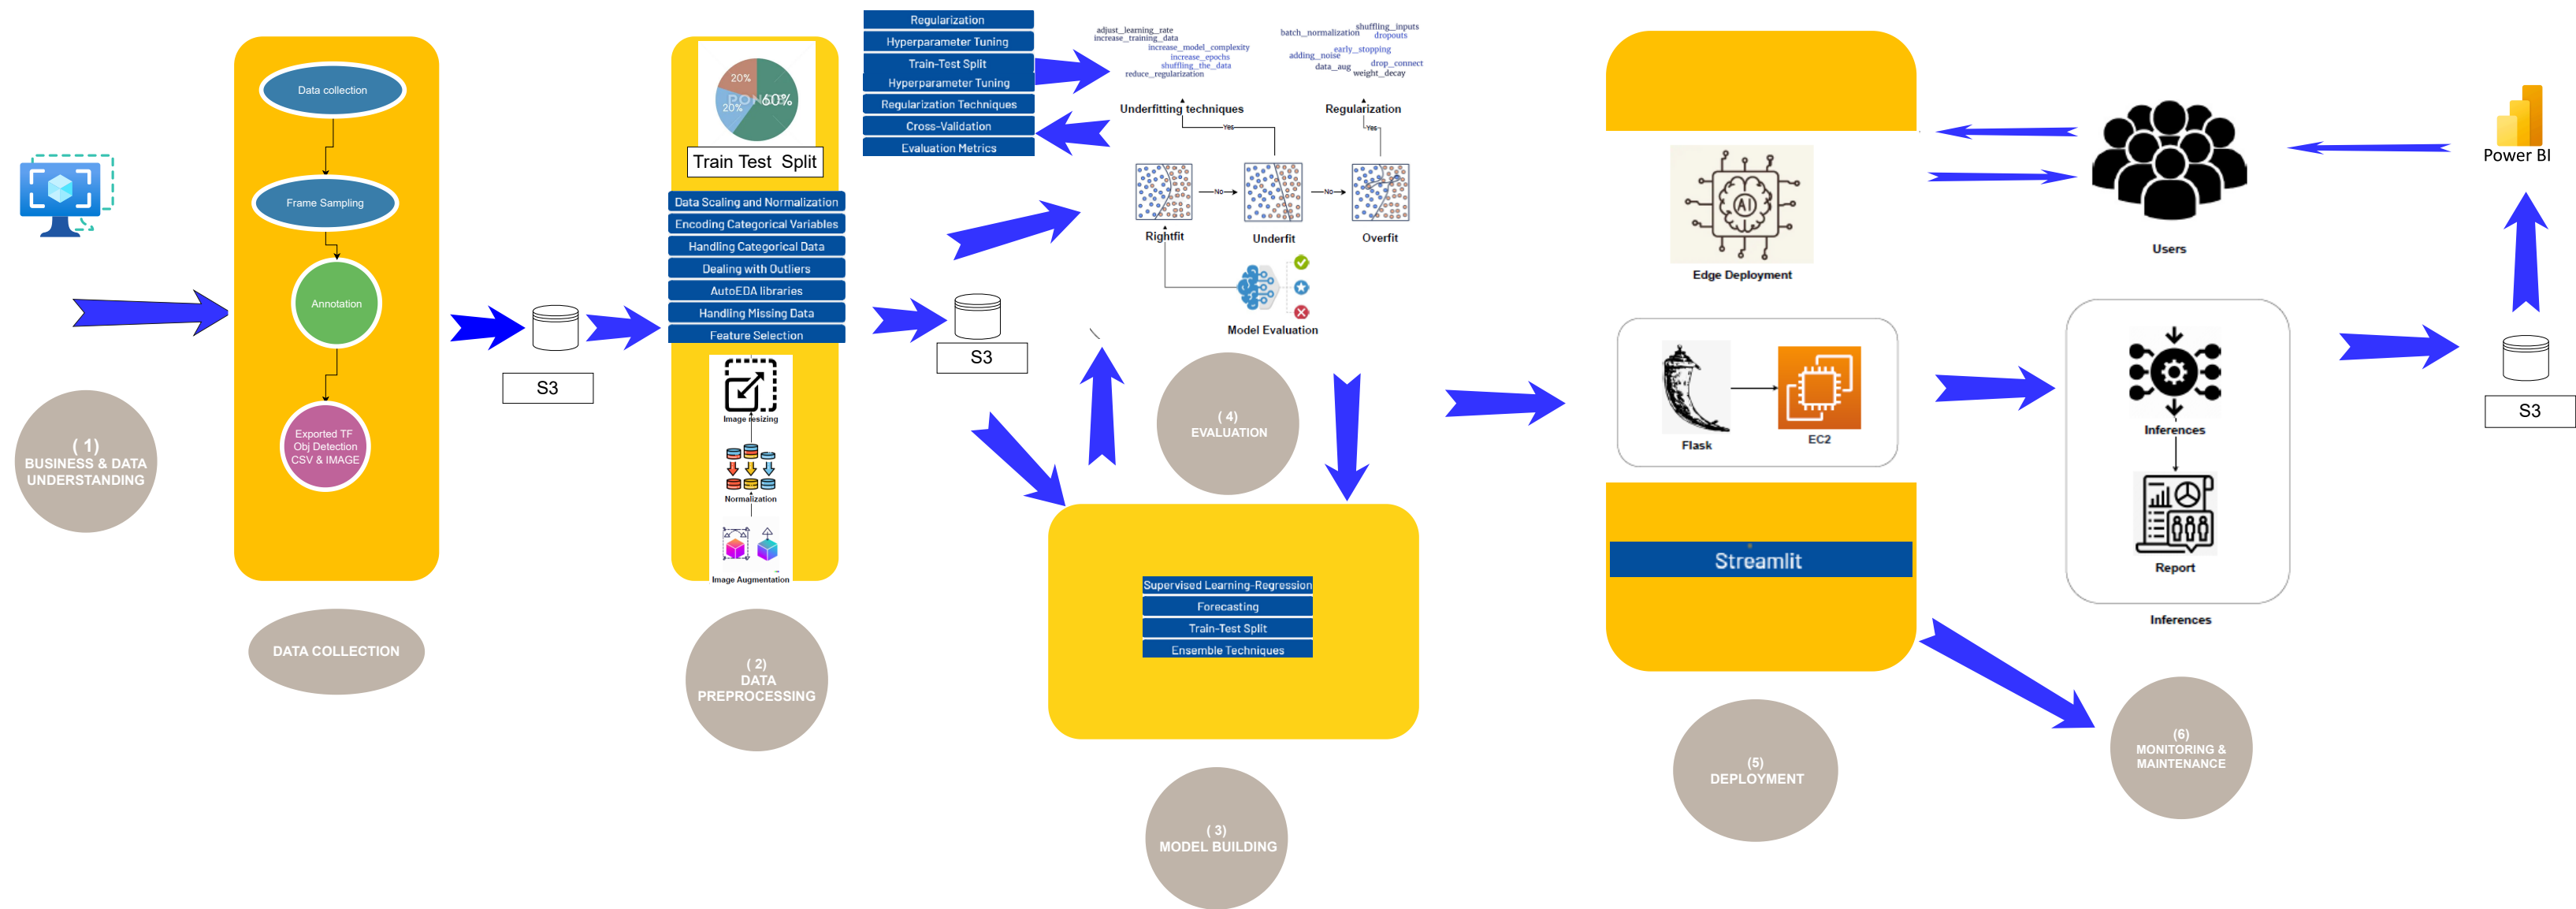 ( 1)
BUSINESS & DATA
UNDERSTANDING
Data collection
Frame Sampling
Annotation
Exported TF
Obj Detection
CSV & IMAGE
DATA COLLECTION
S3
20%
60%
20%
Train Test Split
Data Scaling and Normalization
Encoding Categorical Variables
Handling Categorical Data
Dealing with Outliers
AutoEDA libraries
Handling Missing Data
Feature Selection
Image resizing
Normalization
Image Augmentation
( 2)
DATA
PREPROCESSING
S3
Regularization
Hyperparameter Tuning
Train-Test Split
Hyperparameter Tuning
Regularization Techniques
Cross-Validation
Evaluation Metrics
adjust_learning_rate
increase_training_data
increase_model_complexity
increase_epochs
shuffling_the_data
reduce_regularization
Underfitting techniques
shuffling_inputs
batch_normalization
dropouts
early_stopping
adding_noise
drop_connect
data_aug
weight_decay
Regularization
Yes
Yes
No
No
Rightfit
Underfit
Overfit
Model Evaluation
( 4)
EVALUATION
Supervised Learning-Regression
Forecasting
Train-Test Split
Ensemble Techniques
( 3)
MODEL BUILDING
AI
Edge Deployment
Flask
EC2
Streamlit
(5)
DEPLOYMENT
Users
Inferences
Report
Inferences
(6)
MONITORING &
MAINTENANCE
Power BI
S3